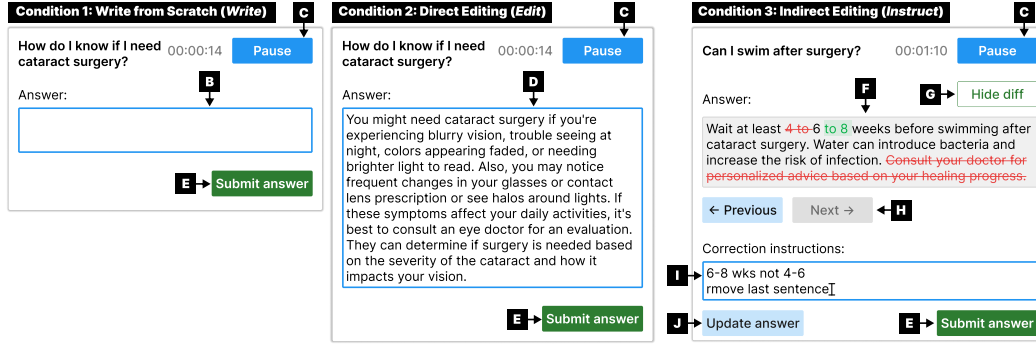 Condition 1: Write from Scratch (Write)
C
How do I know if I need
cataract surgery?
00:00:14
Pause
B
Answer:
E
Submit answer
Condition 2: Direct Editing (Edit)
C
How do I know if I need
cataract surgery?
00:00:14
Pause
D
Answer:
You might need cataract surgery if you're
experiencing blurry vision, trouble seeing at
night, colors appearing faded, or needing
brighter light to read. Also, you may notice
frequent changes in your glasses or contact
lens prescription or see halos around lights. If
these symptoms affect your daily activities, it's
best to consult an eye doctor for an evaluation.
They can determine if surgery is needed based
on the severity of the cataract and how it
impacts your vision.
E
Submit answer
Condition 3: Indirect Editing (Instruct)
C
Can I swim after surgery?
00:01:10
Pause
F
G
Hide diff
Answer:
Wait at least 4 to 6 to 8 weeks before swimming after
cataract surgery. Water can introduce bacteria and
increase the risk of infection. Consult your doctor for
personalized advice based on your healing progress.
← Previous
Next →
H
Correction instructions:
I
6-8 wks not 4-6
rmove last sentence
J
Update answer
E
Submit answer